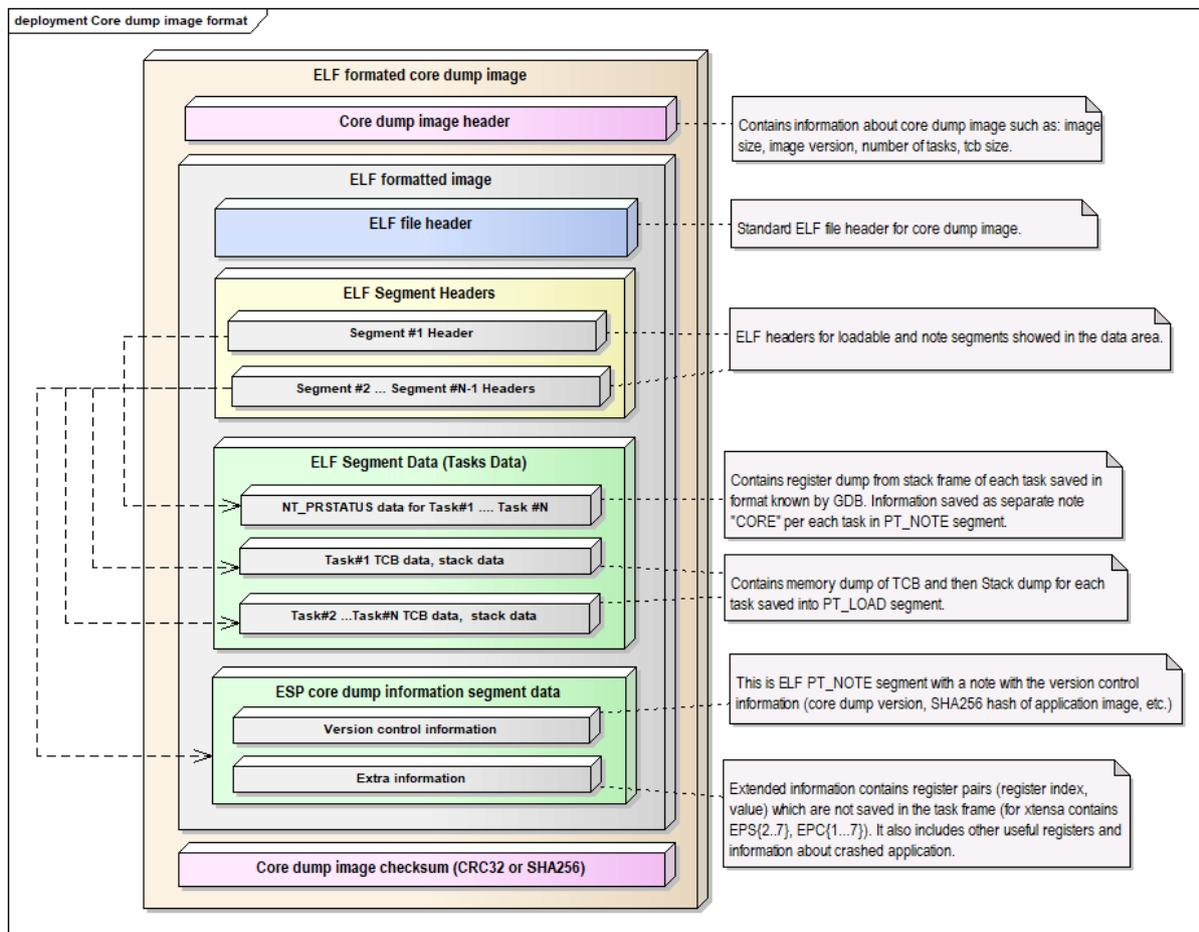 deployment Core dump image format
ELF formated core dump image
Core dump image header
Contains information about core dump image such as: image
size, image version, number of tasks, tcb size.
ELF formatted image
ELF file header
Standard ELF file header for core dump image.
ELF Segment Headers
Segment #1 Header
ELF headers for loadable and note segments showed in the data area.
Segment #2 ... Segment #N-1 Headers
ELF Segment Data (Tasks Data)
NT_PRSTATUS data for Task#1 .... Task #N
Contains register dump from stack frame of each task saved in
format known by GDB. Information saved as separate note
"CORE" per each task in PT_NOTE segment.
Task#1 TCB data, stack data
Contains memory dump of TCB and then Stack dump for each
task saved into PT_LOAD segment.
Task#2 ...Task#N TCB data, stack data
ESP core dump information segment data
This is ELF PT_NOTE segment with a note with the version control
information (core dump version, SHA256 hash of application image, etc.)
Version control information
Extra information
Extended information contains register pairs (register index,
value) which are not saved in the task frame (for xtensa contains
EPS{2..7}, EPC{1...7}). It also includes other useful registers and
information about crashed application.
Core dump image checksum (CRC32 or SHA256)